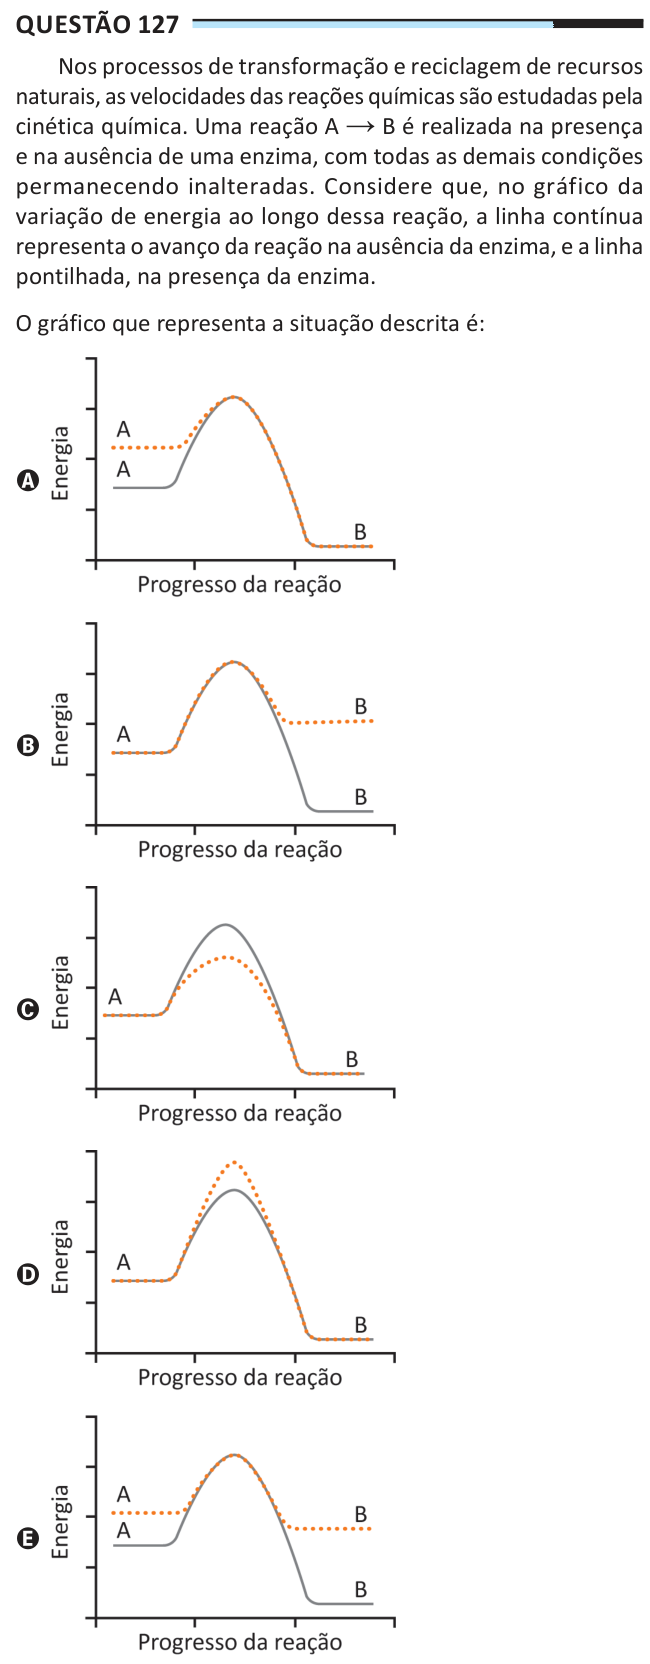 QUESTÃO 127
Nos processos de transformação e reciclagem de recursos
naturais, as velocidades das reações químicas são estudadas pela
cinética química. Uma reação A → B é realizada na presença
e na ausência de uma enzima, com todas as demais condições
permanecendo inalteradas. Considere que, no gráfico da
variação de energia ao longo dessa reação, a linha contínua
representa o avanço da reação na ausência da enzima, e a linha
pontilhada, na presença da enzima.
O gráfico que representa a situação descrita é:
A
Energia
A
A
B
Progresso da reação
B
Energia
A
B
B
Progresso da reação
C
Energia
A
B
Progresso da reação
D
Energia
A
B
Progresso da reação
E
Energia
A
A
B
B
Progresso da reação